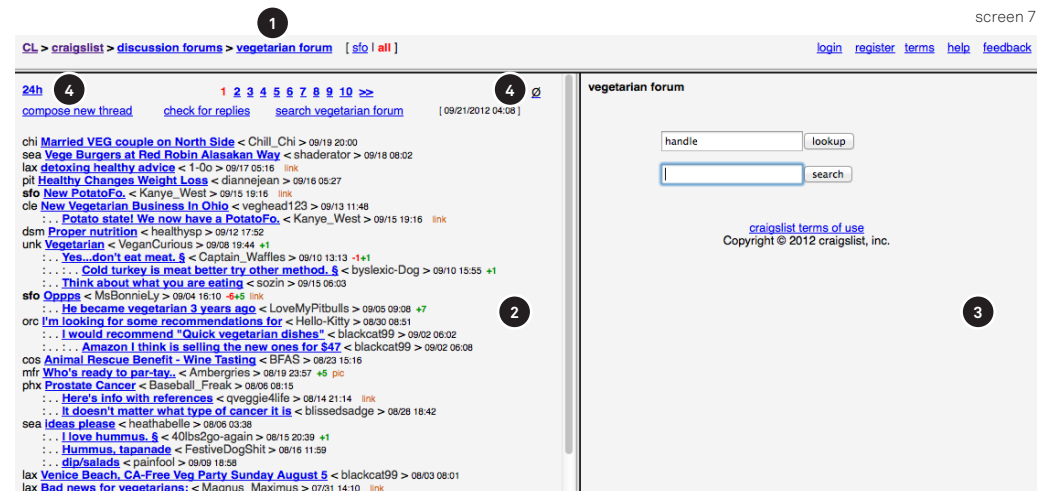 screen 7
1
CL > craigslist > discussion forums > vegetarian forum [ sfo | all ]
login register terms help feedback
24h 4 1 2 3 4 5 6 7 8 9 10 >> 4 Ø
compose new thread check for replies search vegetarian forum [ 09/21/2012 04:08 ]
chi Married VEG couple on North Side < Chill_Chi > 09/19 20:00
sea Vege Burgers at Red Robin Alasakan Way < shaderator > 09/18 08:02
lax detoxing healthy advice < 1-0o > 09/17 05:16 link
pit Healthy Changes Weight Loss < diannejean > 09/16 05:27
sfo New PotatoFo. < Kanye_West > 09/15 19:16 link
cle New Vegetarian Business In Ohio < veghead123 > 09/13 11:48
: . . Potato state! We now have a PotatoFo. < Kanye_West > 09/15 19:16 link
dsm Proper nutrition < healthysp > 09/12 17:52
unk Vegetarian < VeganCurious > 09/08 19:44 +1
: . . Yes...don't eat meat. § < Captain_Waffles > 09/10 13:13 -1+1
: . . : . . Cold turkey is meat better try other method. § < byslexic-Dog > 09/10 15:55 +1
: . . Think about what you are eating < sozin > 09/15 06:03
sfo Oppps < MsBonnieLy > 09/04 16:10 -6+5 link
: . . He became vegetarian 3 years ago < LoveMyPitbulls > 09/05 09:08 +7
orc I'm looking for some recommendations for < Hello-Kitty > 08/30 08:51
: . . I would recommend "Quick vegetarian dishes" < blackcat99 > 09/02 06:02
: . . : . . Amazon I think is selling the new ones for $47 < blackcat99 > 09/02 06:08
cos Animal Rescue Benefit - Wine Tasting < BFAS > 08/23 15:16
mfr Who's ready to par-tay.. < Ambergries > 08/19 23:57 +5 pic
phx Prostate Cancer < Baseball_Freak > 08/06 08:15
: . . Here's info with references < qveggie4life > 08/14 21:14 link
: . . It doesn't matter what type of cancer it is < blissedsadge > 08/28 18:42
sea ideas please < heathabelle > 08/06 03:38
: . . I love hummus. § < 40lbs2go-again > 08/15 20:39 +1
: . . Hummus, tapanade < FestiveDogShit > 08/16 11:59
: . . dip/salads < painfool > 09/09 18:58
lax Venice Beach, CA-Free Veg Party Sunday August 5 < blackcat99 > 08/03 08:01
lax Bad news for vegetarians: < Magnus_Maximus > 07/31 14:10 link
2
vegetarian forum
handle lookup
search
craigslist terms of use
Copyright © 2012 craigslist, inc.
3